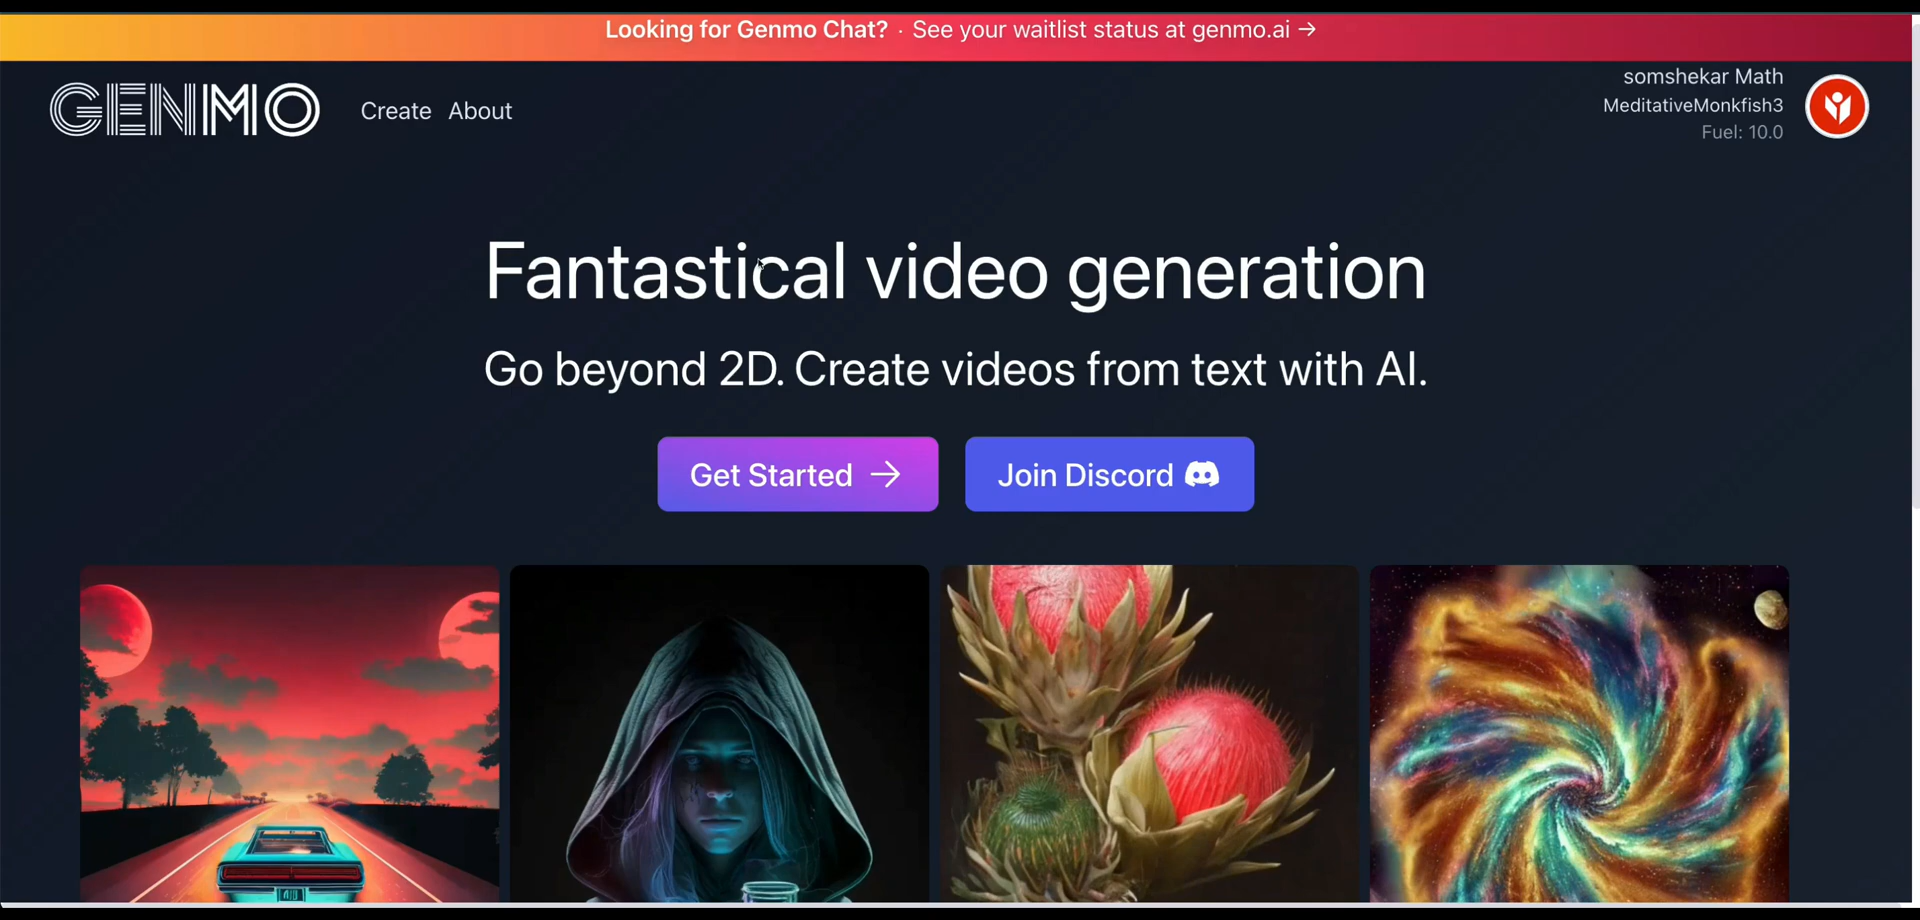 Looking for Genmo Chat? · See your waitlist status at genmo.ai →
GENMO
Create About
somshekar Math
MeditativeMonkfish3
Fuel: 10.0
Fantastical video generation
Go beyond 2D. Create videos from text with AI.
Get Started →
Join Discord